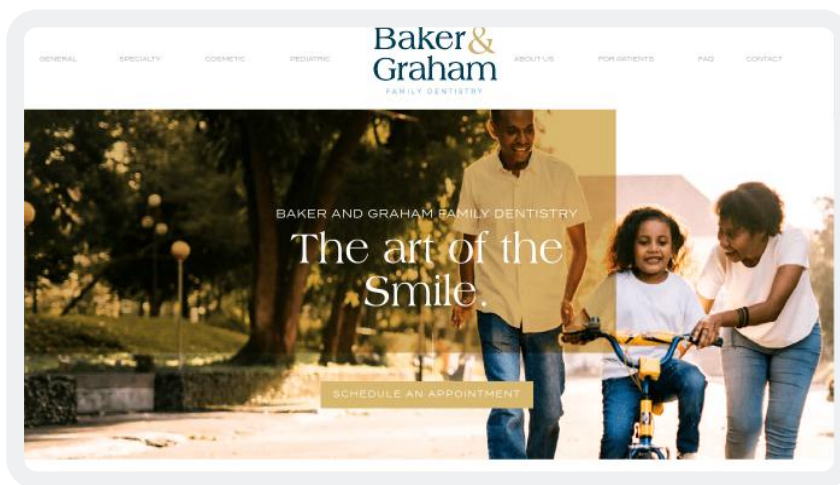 GENERAL SPECIALTY COSMETIC PEDIATRIC
Baker&
Graham
FAMILY DENTISTRY
ABOUT US FOR PATIENTS FAQ CONTACT
BAKER AND GRAHAM FAMILY DENTISTRY
The art of the
Smile.
SCHEDULE AN APPOINTMENT